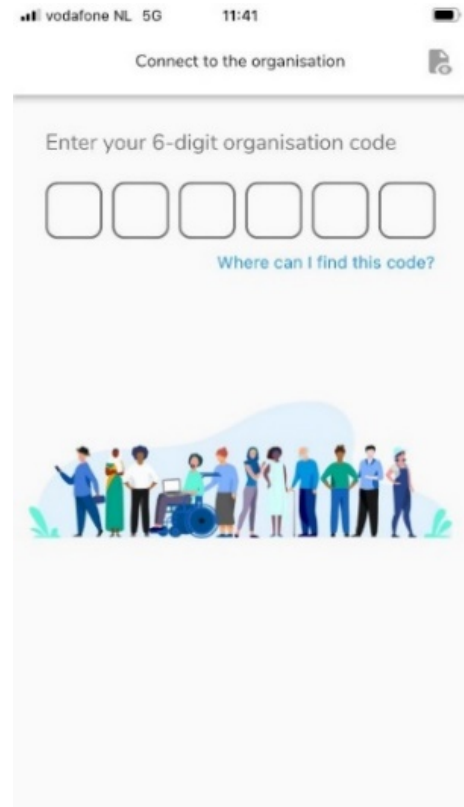 vodafone NL 5G 11:41
Connect to the organisation
Enter your 6-digit organisation code
Where can I find this code?